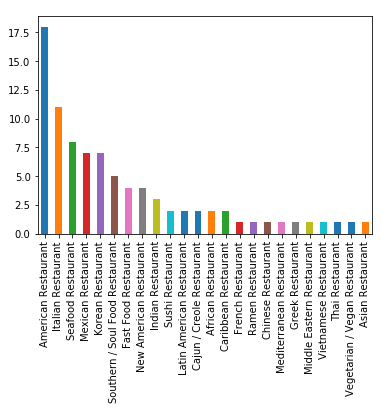 17.5
15.0
12.5
10.0
7.5
5.0
2.5
0.0
American Restaurant
Italian Restaurant
Seafood Restaurant
Mexican Restaurant
Korean Restaurant
Southern / Soul Food Restaurant
Fast Food Restaurant
New American Restaurant
Indian Restaurant
Sushi Restaurant
Latin American Restaurant
Cajun / Creole Restaurant
African Restaurant
Caribbean Restaurant
French Restaurant
Ramen Restaurant
Chinese Restaurant
Mediterranean Restaurant
Greek Restaurant
Middle Eastern Restaurant
Vietnamese Restaurant
Thai Restaurant
Vegetarian / Vegan Restaurant
Asian Restaurant